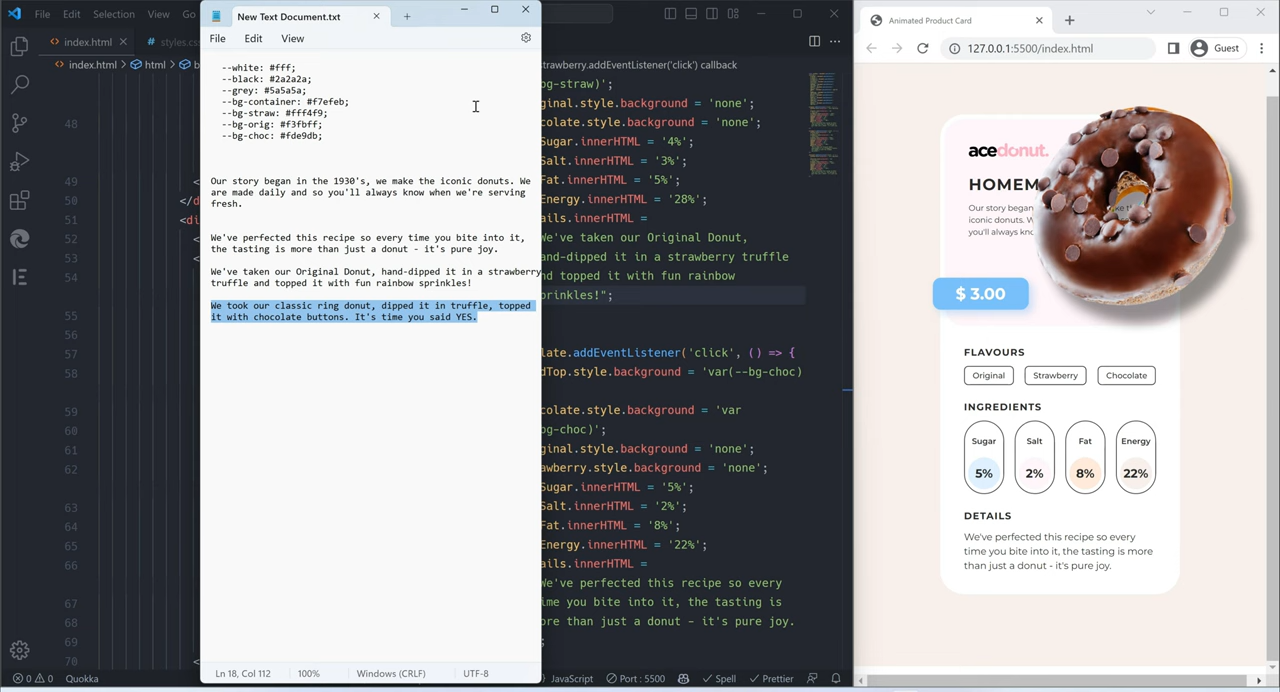 File Edit Selection View Go
New Text Document.txt
File Edit View
index.html
styles.css
index.html
html
--white: #fff;
--black: #2a2a2a;
--grey: #5a5a5a;
--bg-container: #f7efeb;
--bg-straw: #fff4f9;
--bg-orig: #f3fbff;
--bg-choc: #fde9db;
Our story began in the 1930's, we make the iconic donuts. We
are made daily and so you'll always know when we're serving
fresh.
We've perfected this recipe so every time you bite into it,
the tasting is more than just a donut - it's pure joy.
We've taken our Original Donut, hand-dipped it in a strawberry
truffle and topped it with fun rainbow sprinkles!
We took our classic ring donut, dipped it in truffle, topped
it with chocolate buttons. It's time you said YES.
Ln 18, Col 112 100% Windows (CRLF) UTF-8
48
49
50
51
52
53
54
55
56
57
58
59
60
61
62
63
64
65
66
67
68
69
70
trawberry.addEventListener('click') callback
bg-straw)';
ginal.style.background = 'none';
colate.style.background = 'none';
Sugar.innerHTML = '4%';
Salt.innerHTML = '3%';
Fat.innerHTML = '5%';
Energy.innerHTML = '28%';
ails.innerHTML =
We've taken our Original Donut,
and-dipped it in a strawberry truffle
nd topped it with fun rainbow
prinkles!";
late.addEventListener('click', () => {
dTop.style.background = 'var(--bg-choc)
colate.style.background = 'var
bg-choc)';
ginal.style.background = 'none';
awberry.style.background = 'none';
Sugar.innerHTML = '5%';
Salt.innerHTML = '2%';
Fat.innerHTML = '8%';
Energy.innerHTML = '22%';
ails.innerHTML =
We've perfected this recipe so every
ime you bite into it, the tasting is
ore than just a donut - it's pure joy.
0 0 Quokka
JavaScript Port : 5500 Spell Prettier
Animated Product Card
127.0.0.1:5500/index.html
Guest
acedonut.
HOMEM
Our story began
iconic donuts. W
you'll always kno
$ 3.00
FLAVOURS
Original Strawberry Chocolate
INGREDIENTS
Sugar Salt Fat Energy
5% 2% 8% 22%
DETAILS
We've perfected this recipe so every
time you bite into it, the tasting is more
than just a donut - it's pure joy.